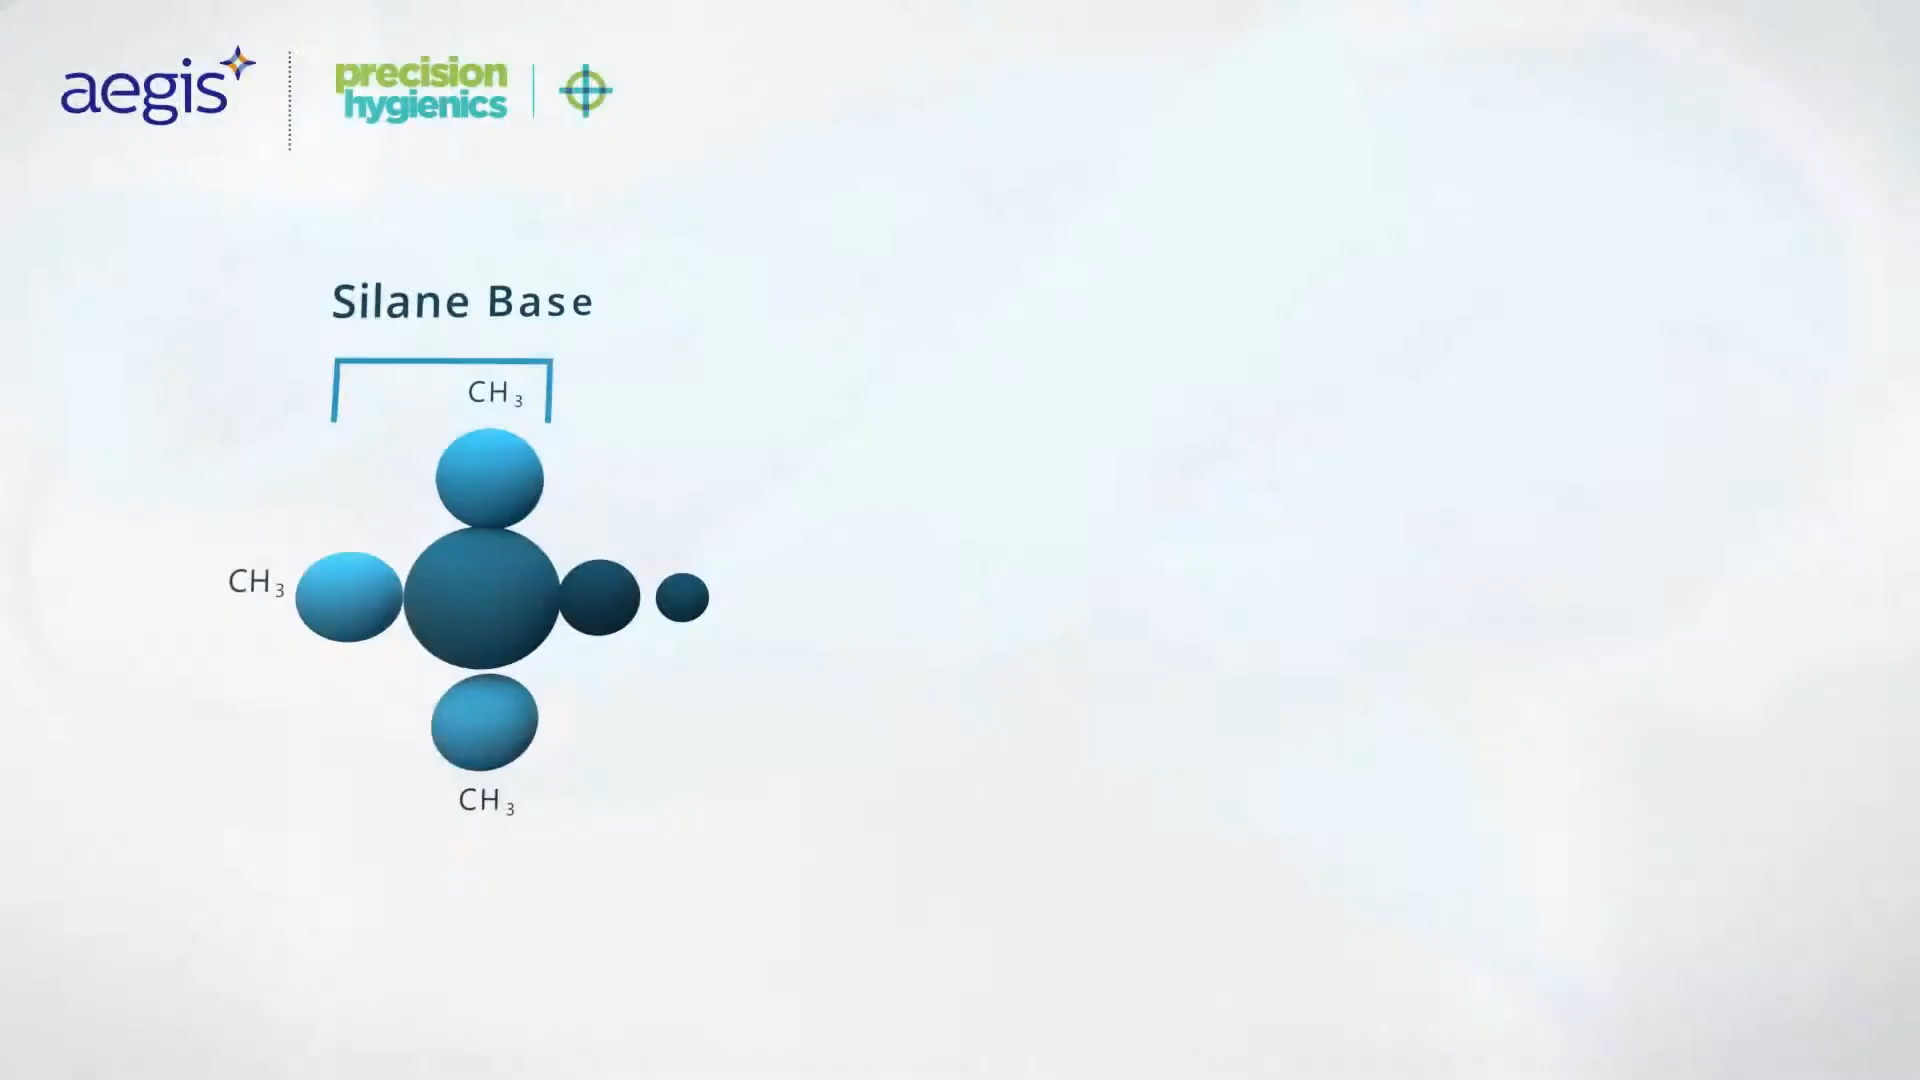 aegis
precision
hygienics
Silane Base
CH₃
CH₃
CH₃